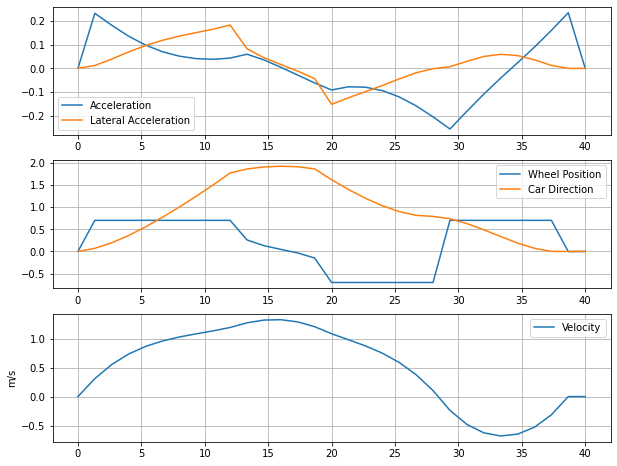 0.2
0.1
0.0
−0.1
−0.2
Acceleration
Lateral Acceleration
0 5 10 15 20 25 30 35 40
2.0
1.5
1.0
0.5
0.0
−0.5
Wheel Position
Car Direction
0 5 10 15 20 25 30 35 40
m/s
1.0
0.5
0.0
−0.5
Velocity
0 5 10 15 20 25 30 35 40